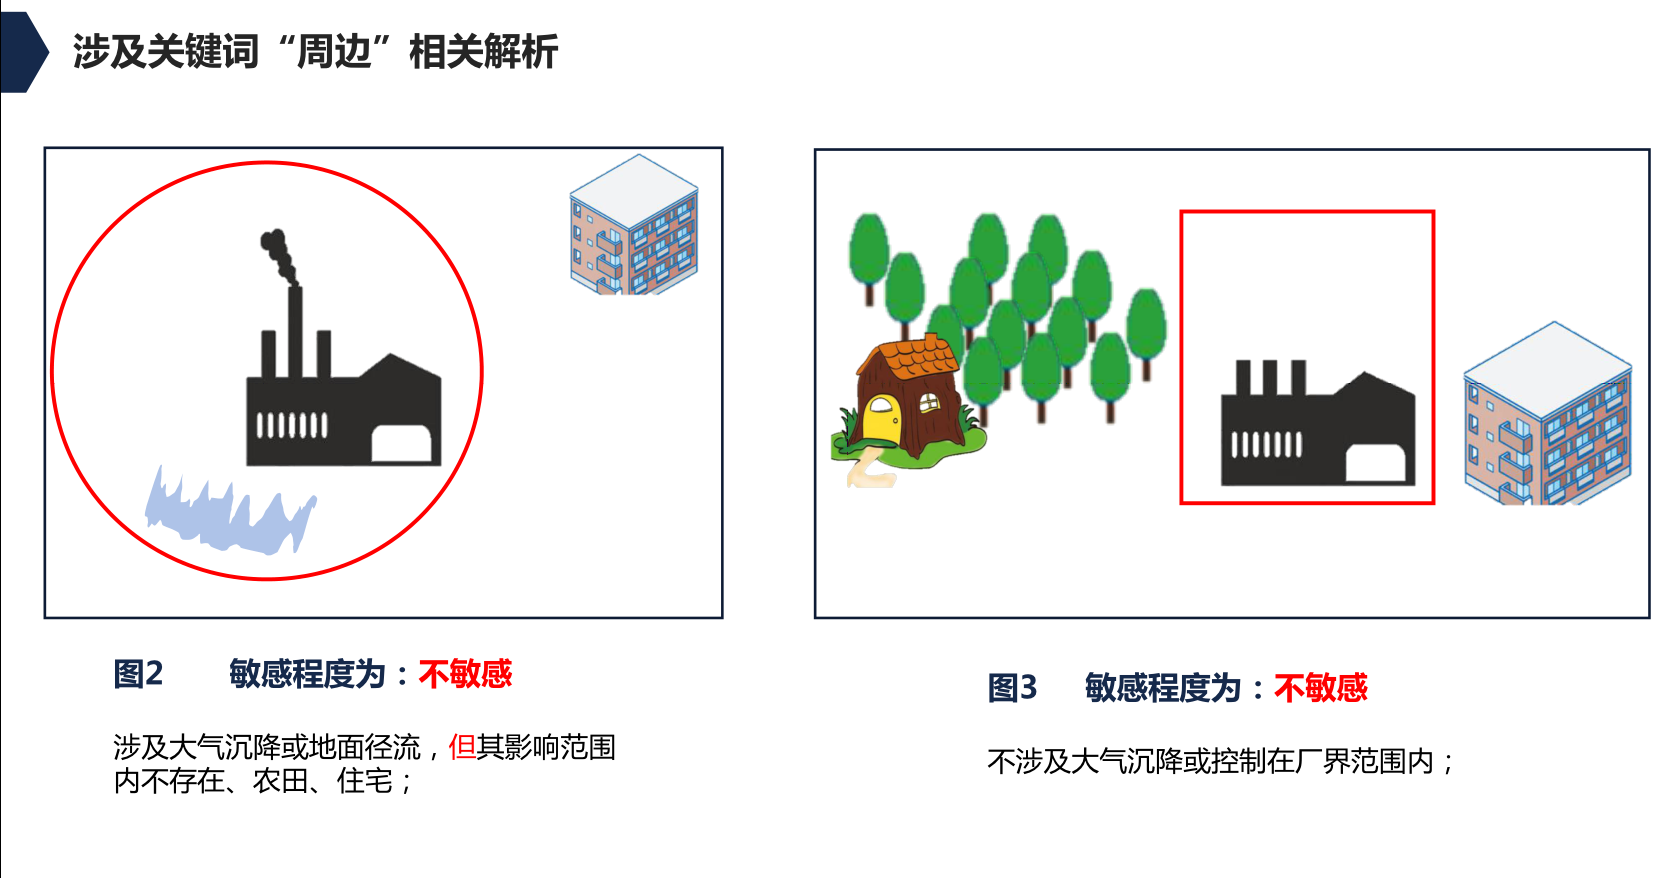 涉及关键词“周边”相关解析
图2 敏感程度为：不敏感
涉及大气沉降或地面径流，但其影响范围
内不存在、农田、住宅；
图3 敏感程度为：不敏感
不涉及大气沉降或控制在厂界范围内；